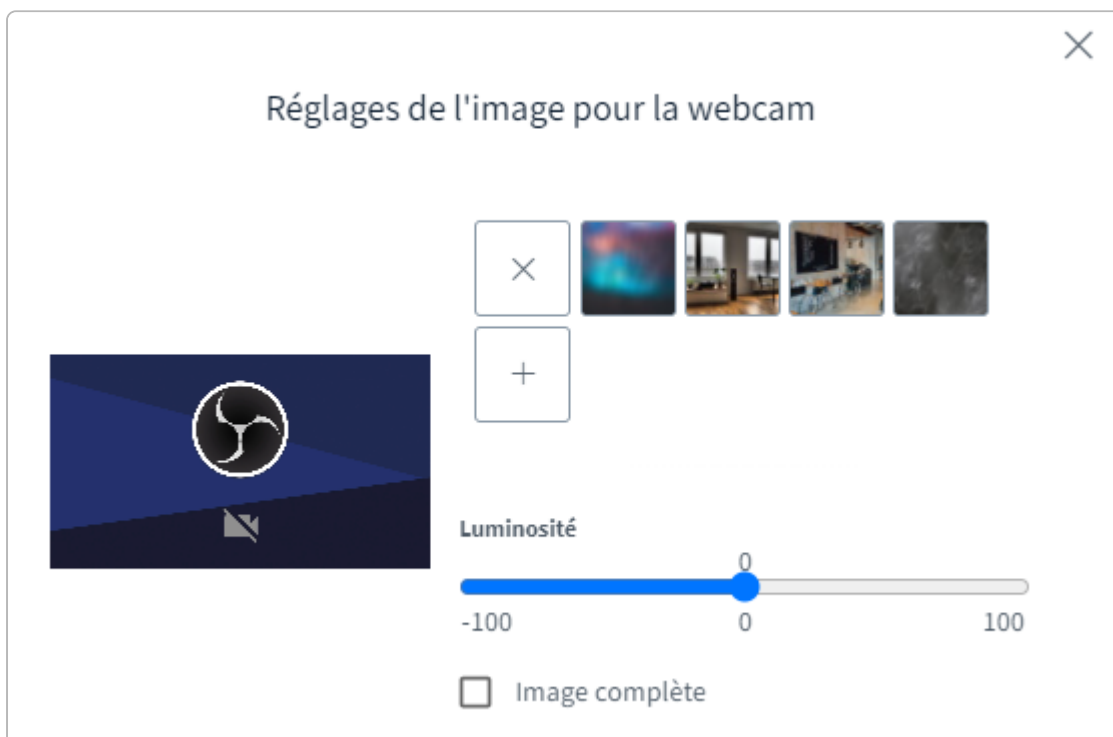 Réglages de l'image pour la webcam
Luminosité
0
-100 0 100
Image complète